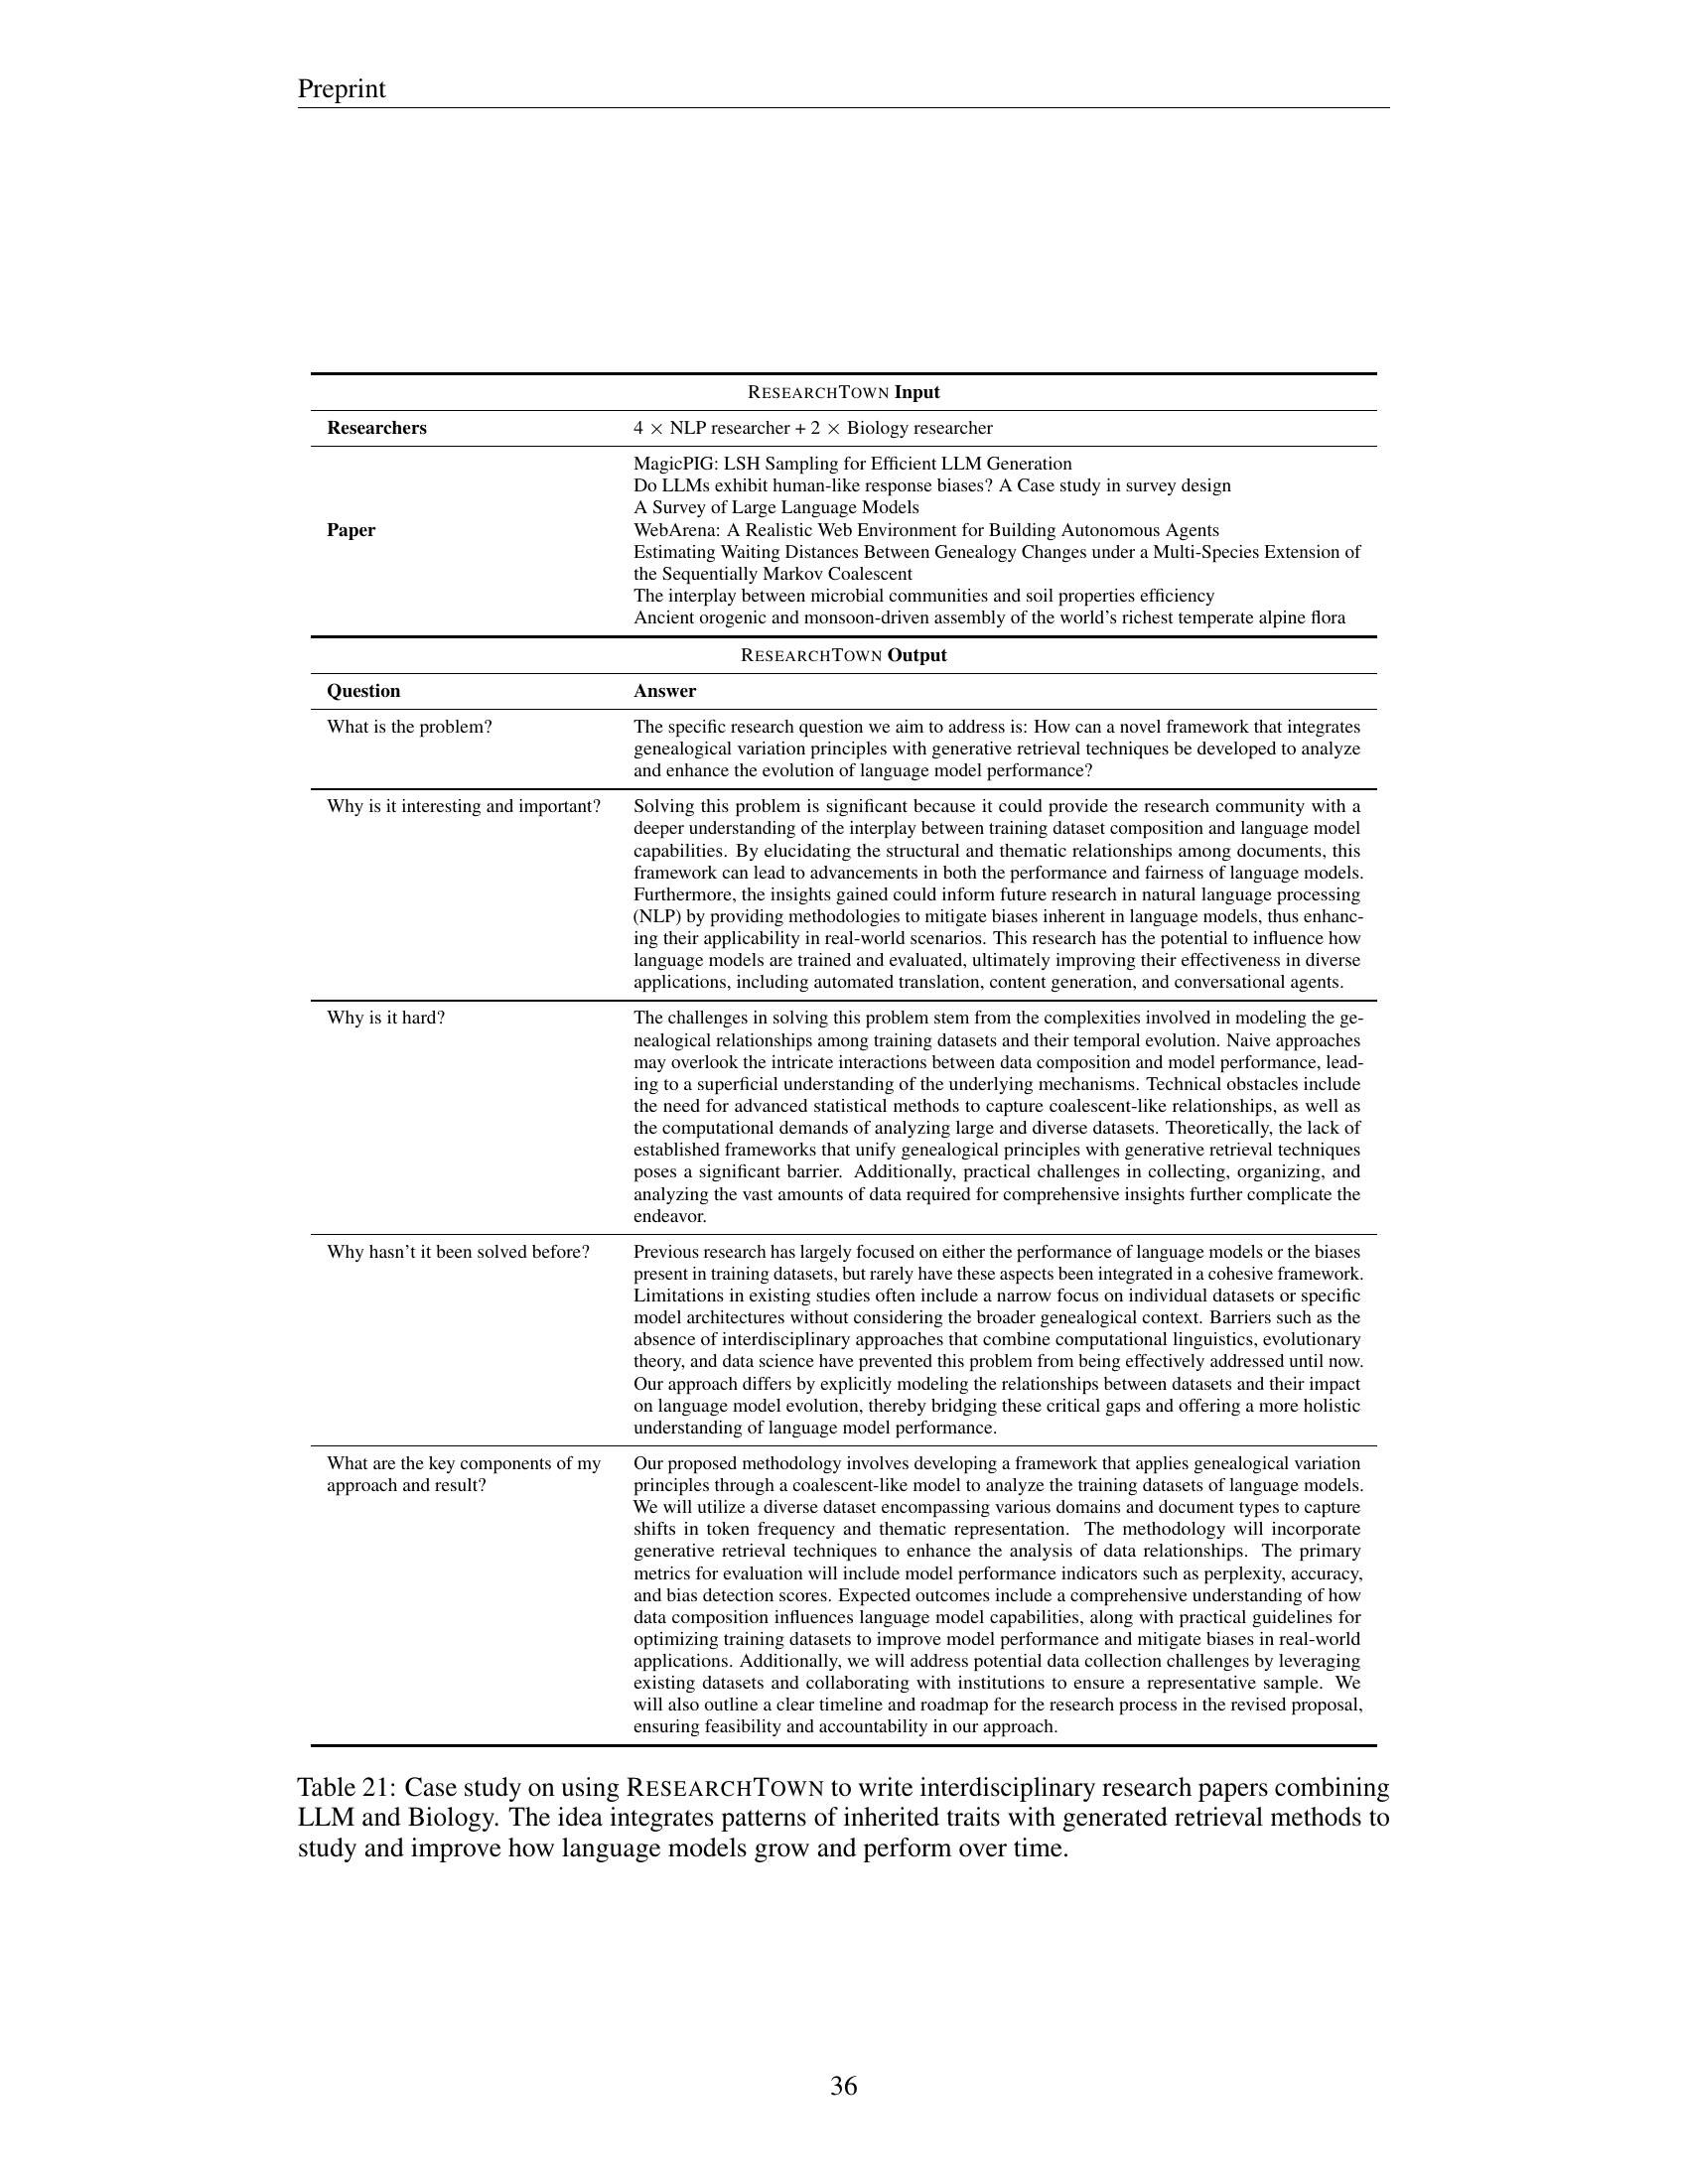 Preprint
RESEARCHTOWN Input
Researchers 4 × NLP researcher + 2 × Biology researcher
MagicPIG: LSH Sampling for Efficient LLM Generation
Do LLMs exhibit human-like response biases? A Case study in survey design
A Survey of Large Language Models
Paper WebArena: A Realistic Web Environment for Building Autonomous Agents
Estimating Waiting Distances Between Genealogy Changes under a Multi-Species Extension of
the Sequentially Markov Coalescent
The interplay between microbial communities and soil properties efficiency
Ancient orogenic and monsoon-driven assembly of the world's richest temperate alpine flora
RESEARCHTOWN Output
Question Answer
What is the problem? The specific research question we aim to address is: How can a novel framework that integrates
genealogical variation principles with generative retrieval techniques be developed to analyze
and enhance the evolution of language model performance?
Why is it interesting and important? Solving this problem is significant because it could provide the research community with a
deeper understanding of the interplay between training dataset composition and language model
capabilities. By elucidating the structural and thematic relationships among documents, this
framework can lead to advancements in both the performance and fairness of language models.
Furthermore, the insights gained could inform future research in natural language processing
(NLP) by providing methodologies to mitigate biases inherent in language models, thus enhanc-
ing their applicability in real-world scenarios. This research has the potential to influence how
language models are trained and evaluated, ultimately improving their effectiveness in diverse
applications, including automated translation, content generation, and conversational agents.
Why is it hard? The challenges in solving this problem stem from the complexities involved in modeling the ge-
nealogical relationships among training datasets and their temporal evolution. Naive approaches
may overlook the intricate interactions between data composition and model performance, lead-
ing to a superficial understanding of the underlying mechanisms. Technical obstacles include
the need for advanced statistical methods to capture coalescent-like relationships, as well as
the computational demands of analyzing large and diverse datasets. Theoretically, the lack of
established frameworks that unify genealogical principles with generative retrieval techniques
poses a significant barrier. Additionally, practical challenges in collecting, organizing, and
analyzing the vast amounts of data required for comprehensive insights further complicate the
endeavor.
Why hasn't it been solved before? Previous research has largely focused on either the performance of language models or the biases
present in training datasets, but rarely have these aspects been integrated in a cohesive framework.
Limitations in existing studies often include a narrow focus on individual datasets or specific
model architectures without considering the broader genealogical context. Barriers such as the
absence of interdisciplinary approaches that combine computational linguistics, evolutionary
theory, and data science have prevented this problem from being effectively addressed until now.
Our approach differs by explicitly modeling the relationships between datasets and their impact
on language model evolution, thereby bridging these critical gaps and offering a more holistic
understanding of language model performance.
What are the key components of my Our proposed methodology involves developing a framework that applies genealogical variation
approach and result? principles through a coalescent-like model to analyze the training datasets of language models.
We will utilize a diverse dataset encompassing various domains and document types to capture
shifts in token frequency and thematic representation. The methodology will incorporate
generative retrieval techniques to enhance the analysis of data relationships. The primary
metrics for evaluation will include model performance indicators such as perplexity, accuracy,
and bias detection scores. Expected outcomes include a comprehensive understanding of how
data composition influences language model capabilities, along with practical guidelines for
optimizing training datasets to improve model performance and mitigate biases in real-world
applications. Additionally, we will address potential data collection challenges by leveraging
existing datasets and collaborating with institutions to ensure a representative sample. We
will also outline a clear timeline and roadmap for the research process in the revised proposal,
ensuring feasibility and accountability in our approach.
Table 21: Case study on using RESEARCHTOWN to write interdisciplinary research papers combining
LLM and Biology. The idea integrates patterns of inherited traits with generated retrieval methods to
study and improve how language models grow and perform over time.
36